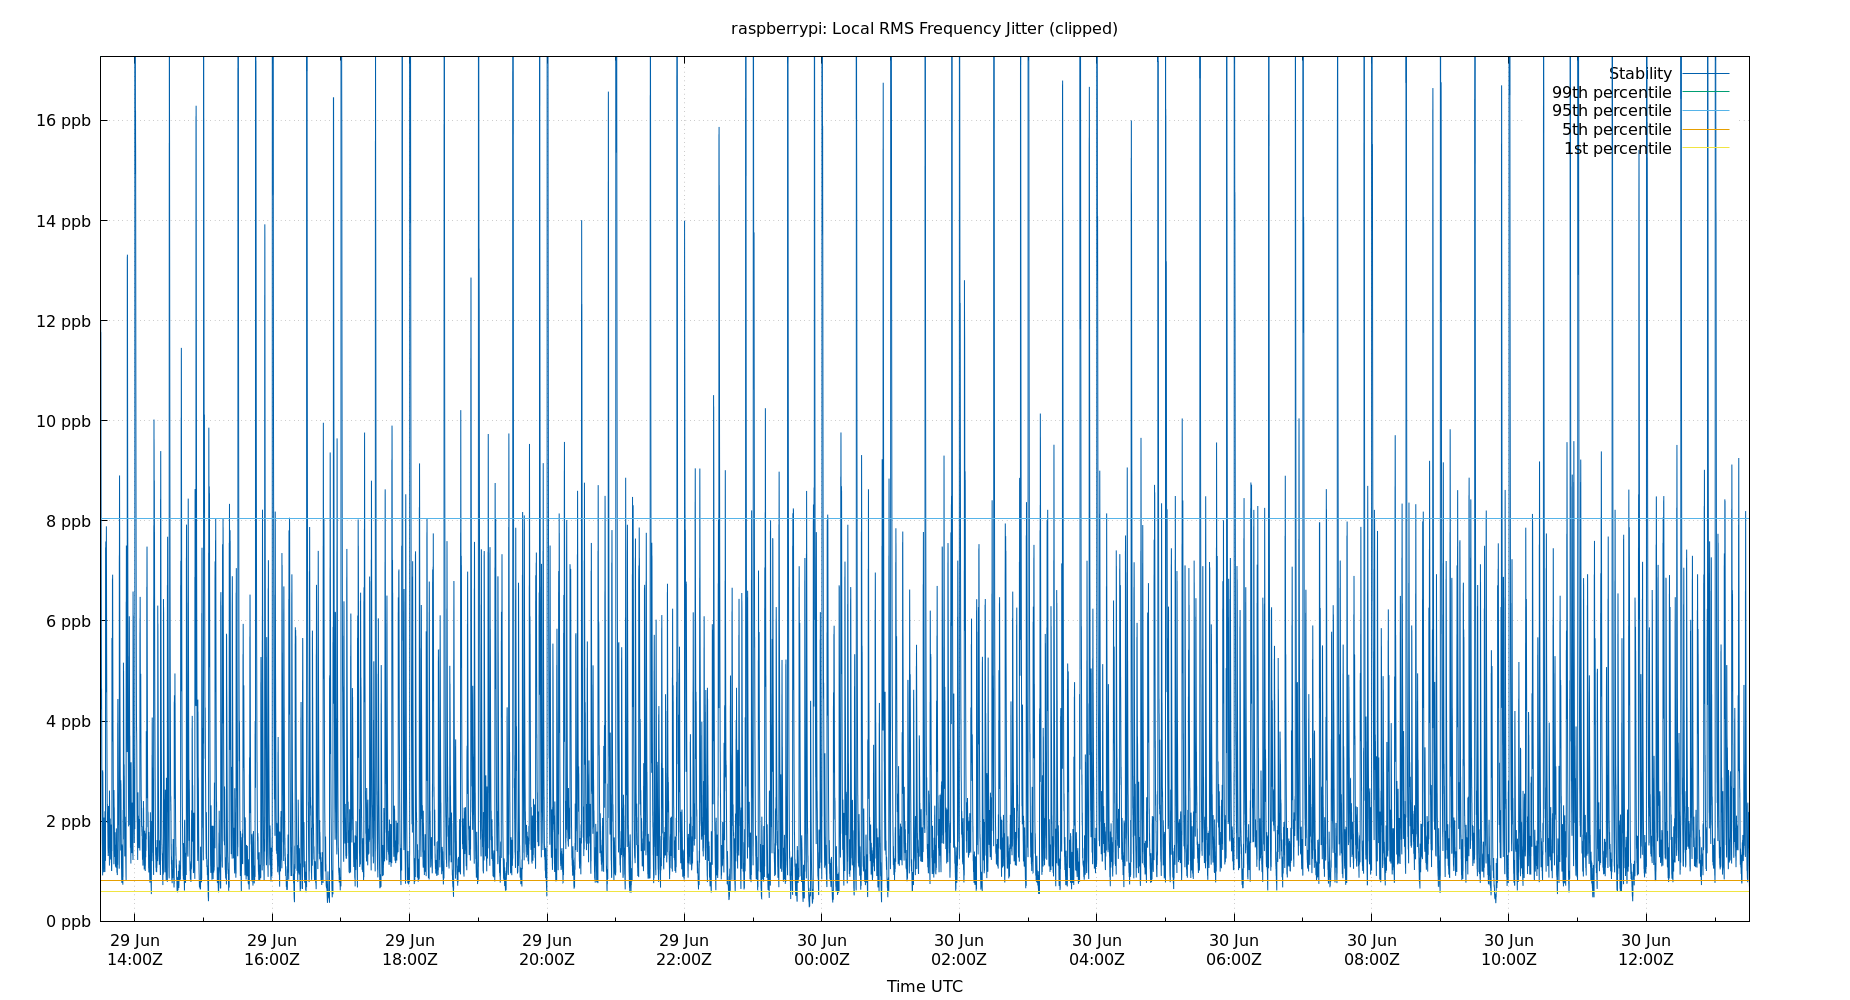 raspberrypi: Local RMS Frequency Jitter (clipped)
Stability
99th percentile
95th percentile
5th percentile
1st percentile
16 ppb
14 ppb
12 ppb
10 ppb
8 ppb
6 ppb
4 ppb
2 ppb
0 ppb
29 Jun 29 Jun 29 Jun 29 Jun 29 Jun 30 Jun 30 Jun 30 Jun 30 Jun 30 Jun 30 Jun 30 Jun
14:00Z 16:00Z 18:00Z 20:00Z 22:00Z 00:00Z 02:00Z 04:00Z 06:00Z 08:00Z 10:00Z 12:00Z
Time UTC